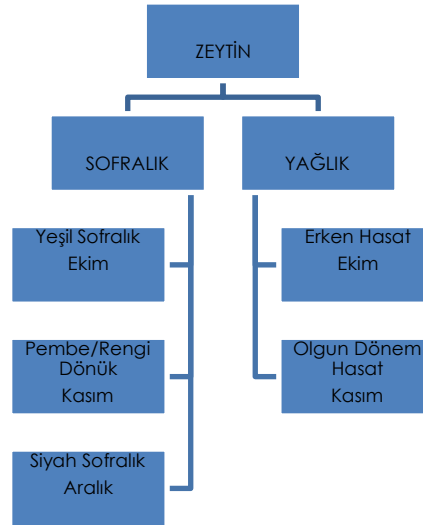 ZEYTİN
SOFRALIK
YAĞLIK
Yeşil Sofralık
Ekim
Pembe/Rengi
Dönük
Kasım
Siyah Sofralık
Aralık
Erken Hasat
Ekim
Olgun Dönem
Hasat
Kasım